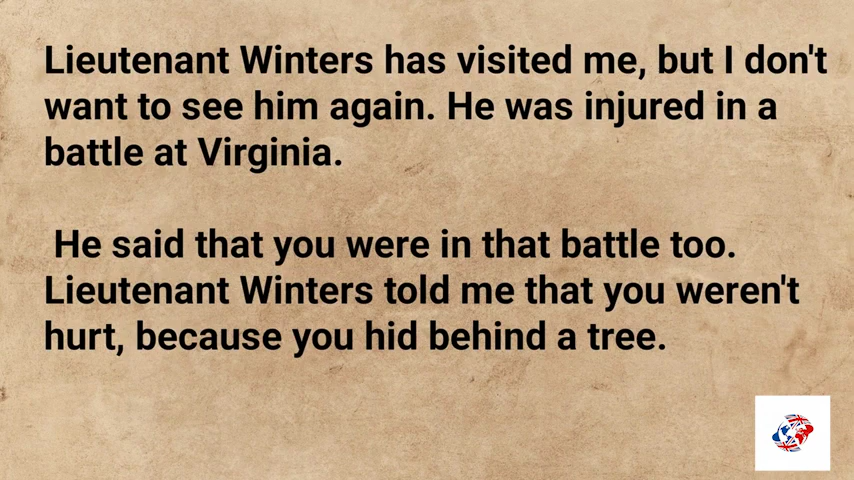 Lieutenant Winters has visited me, but I don't
want to see him again. He was injured in a
battle at Virginia.
He said that you were in that battle too.
Lieutenant Winters told me that you weren't
hurt, because you hid behind a tree.